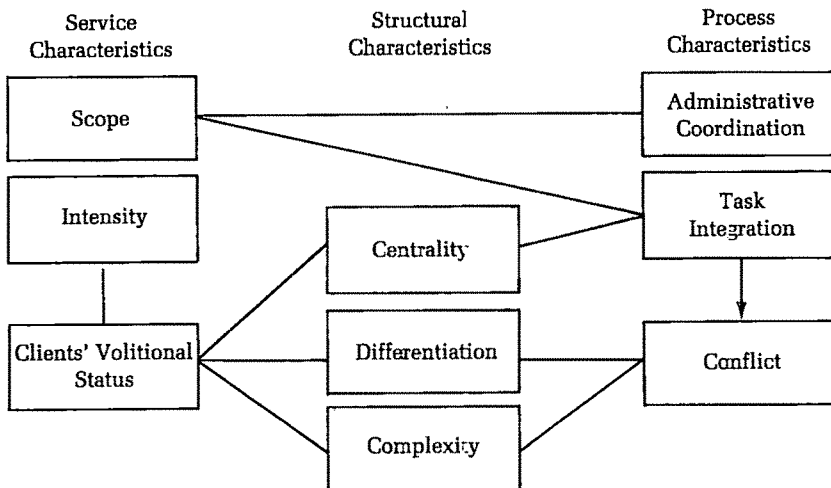 Service
Characteristics
Structural
Characteristics
Process
Characteristics
Scope
Administrative
Coordination
Intensity
Task
Integration
Centrality
Clients' Volitional
Status
Differentiation
Conflict
Complexity